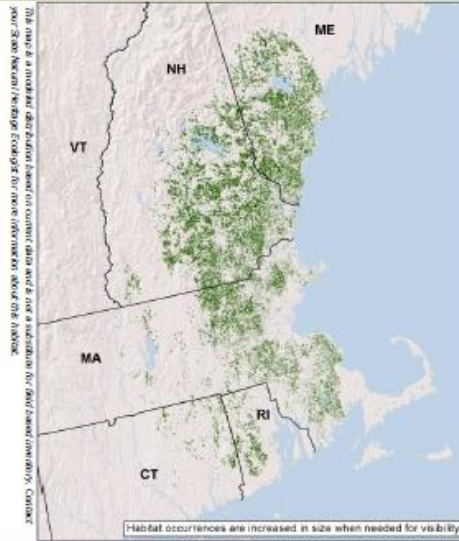 This map is a modeled distribution based on current data and is not a substitute for field based inventory. Contact
your State Natural Heritage Ecologist for more information about this habitat.
ME
NH
VT
MA
RI
CT
Habitat occurrences are increased in size when needed for visibility